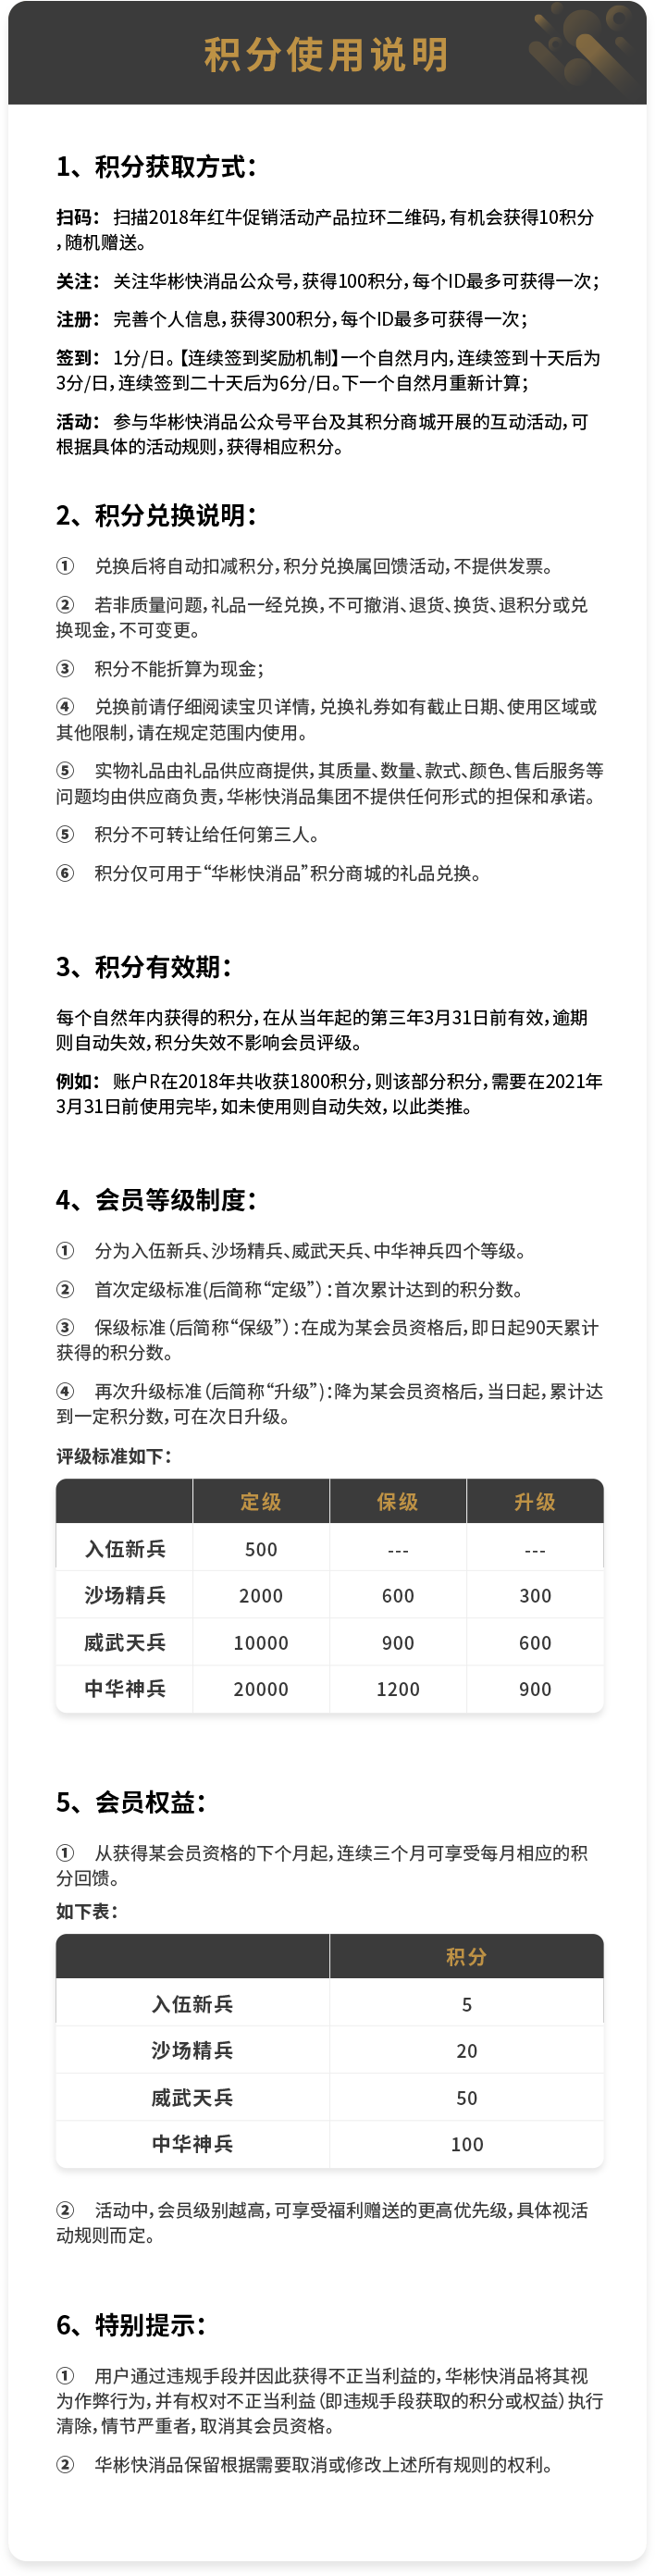 积分使用说明
1、积分获取方式：
扫码： 扫描2018年红牛促销活动产品拉环二维码，有机会获得10积分
，随机赠送。
关注： 关注华彬快消品公众号，获得100积分，每个ID最多可获得一次；
注册： 完善个人信息，获得300积分，每个ID最多可获得一次；
签到： 1分/日。【连续签到奖励机制】一个自然月内，连续签到十天后为
3分/日，连续签到二十天后为6分/日。下一个自然月重新计算；
活动： 参与华彬快消品公众号平台及其积分商城开展的互动活动，可
根据具体的活动规则，获得相应积分。
2、积分兑换说明：
① 兑换后将自动扣减积分，积分兑换属回馈活动，不提供发票。
② 若非质量问题，礼品一经兑换，不可撤消、退货、换货、退积分或兑
换现金，不可变更。
③ 积分不能折算为现金；
④ 兑换前请仔细阅读宝贝详情，兑换礼券如有截止日期、使用区域或
其他限制，请在规定范围内使用。
⑤ 实物礼品由礼品供应商提供，其质量、数量、款式、颜色、售后服务等
问题均由供应商负责，华彬快消品集团不提供任何形式的担保和承诺。
⑤ 积分不可转让给任何第三人。
⑥ 积分仅可用于“华彬快消品”积分商城的礼品兑换。
3、积分有效期：
每个自然年内获得的积分，在从当年起的第三年3月31日前有效，逾期
则自动失效，积分失效不影响会员评级。
例如： 账户R在2018年共收获1800积分，则该部分积分，需要在2021年
3月31日前使用完毕，如未使用则自动失效，以此类推。
4、会员等级制度：
① 分为入伍新兵、沙场精兵、威武天兵、中华神兵四个等级。
② 首次定级标准(后简称“定级”）：首次累计达到的积分数。
③ 保级标准（后简称“保级”）：在成为某会员资格后，即日起90天累计
获得的积分数。
④ 再次升级标准（后简称“升级”）：降为某会员资格后，当日起，累计达
到一定积分数，可在次日升级。
评级标准如下：
定级 保级 升级
入伍新兵 500 --- ---
沙场精兵 2000 600 300
威武天兵 10000 900 600
中华神兵 20000 1200 900
5、会员权益：
① 从获得某会员资格的下个月起，连续三个月可享受每月相应的积
分回馈。
如下表：
积分
入伍新兵 5
沙场精兵 20
威武天兵 50
中华神兵 100
② 活动中，会员级别越高，可享受福利赠送的更高优先级，具体视活
动规则而定。
6、特别提示：
① 用户通过违规手段并因此获得不正当利益的，华彬快消品将其视
为作弊行为，并有权对不正当利益（即违规手段获取的积分或权益）执行
清除，情节严重者，取消其会员资格。
② 华彬快消品保留根据需要取消或修改上述所有规则的权利。